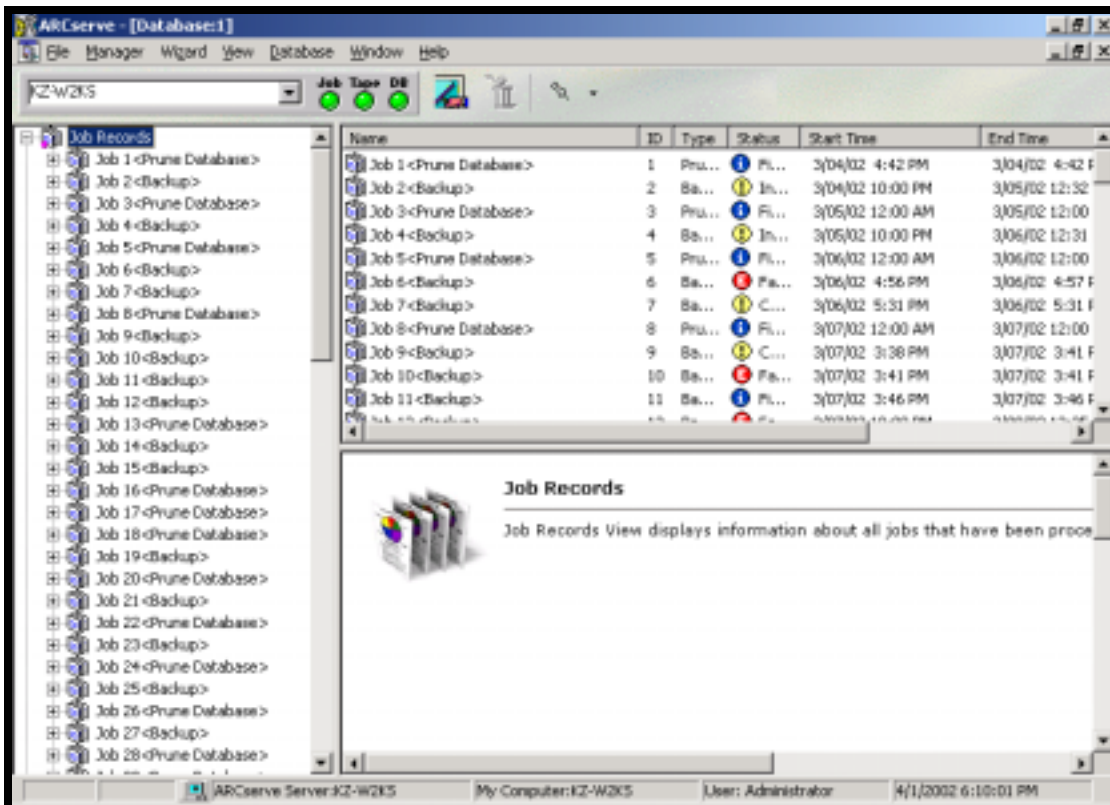 ARCserve - [Database:1]
File Manager Wizard View Database Window Help
KZ-W2KS
Job Tape DB
Job Records
Job 1<Prune Database>
Job 2<Backup>
Job 3<Prune Database>
Job 4<Backup>
Job 5<Prune Database>
Job 6<Backup>
Job 7<Backup>
Job 8<Prune Database>
Job 9<Backup>
Job 10<Backup>
Job 11<Backup>
Job 12<Backup>
Job 13<Prune Database>
Job 14<Backup>
Job 15<Backup>
Job 16<Prune Database>
Job 17<Prune Database>
Job 18<Prune Database>
Job 19<Backup>
Job 20<Prune Database>
Job 21<Backup>
Job 22<Prune Database>
Job 23<Backup>
Job 24<Prune Database>
Job 25<Backup>
Job 26<Prune Database>
Job 27<Backup>
Job 28<Prune Database>
Name ID Type Status Start Time End Time
Job 1<Prune Database> 1 Pru... Fi... 3/04/02 4:42 PM 3/04/02 4:42 P
Job 2<Backup> 2 Ba... In... 3/04/02 10:00 PM 3/05/02 12:32
Job 3<Prune Database> 3 Pru... Fi... 3/05/02 12:00 AM 3/05/02 12:00
Job 4<Backup> 4 Ba... In... 3/05/02 10:00 PM 3/06/02 12:31
Job 5<Prune Database> 5 Pru... Fi... 3/06/02 12:00 AM 3/06/02 12:00
Job 6<Backup> 6 Ba... Fa... 3/06/02 4:56 PM 3/06/02 4:57 P
Job 7<Backup> 7 Ba... C... 3/06/02 5:31 PM 3/06/02 5:31 P
Job 8<Prune Database> 8 Pru... Fi... 3/07/02 12:00 AM 3/07/02 12:00
Job 9<Backup> 9 Ba... C... 3/07/02 3:38 PM 3/07/02 3:41 P
Job 10<Backup> 10 Ba... Fa... 3/07/02 3:41 PM 3/07/02 3:41 P
Job 11<Backup> 11 Ba... Fi... 3/07/02 3:46 PM 3/07/02 3:46 P
Job Records
Job Records View displays information about all jobs that have been proce
ARCserve Server:KZ-W2KS My Computer:KZ-W2KS User: Administrator 4/1/2002 6:10:01 PM